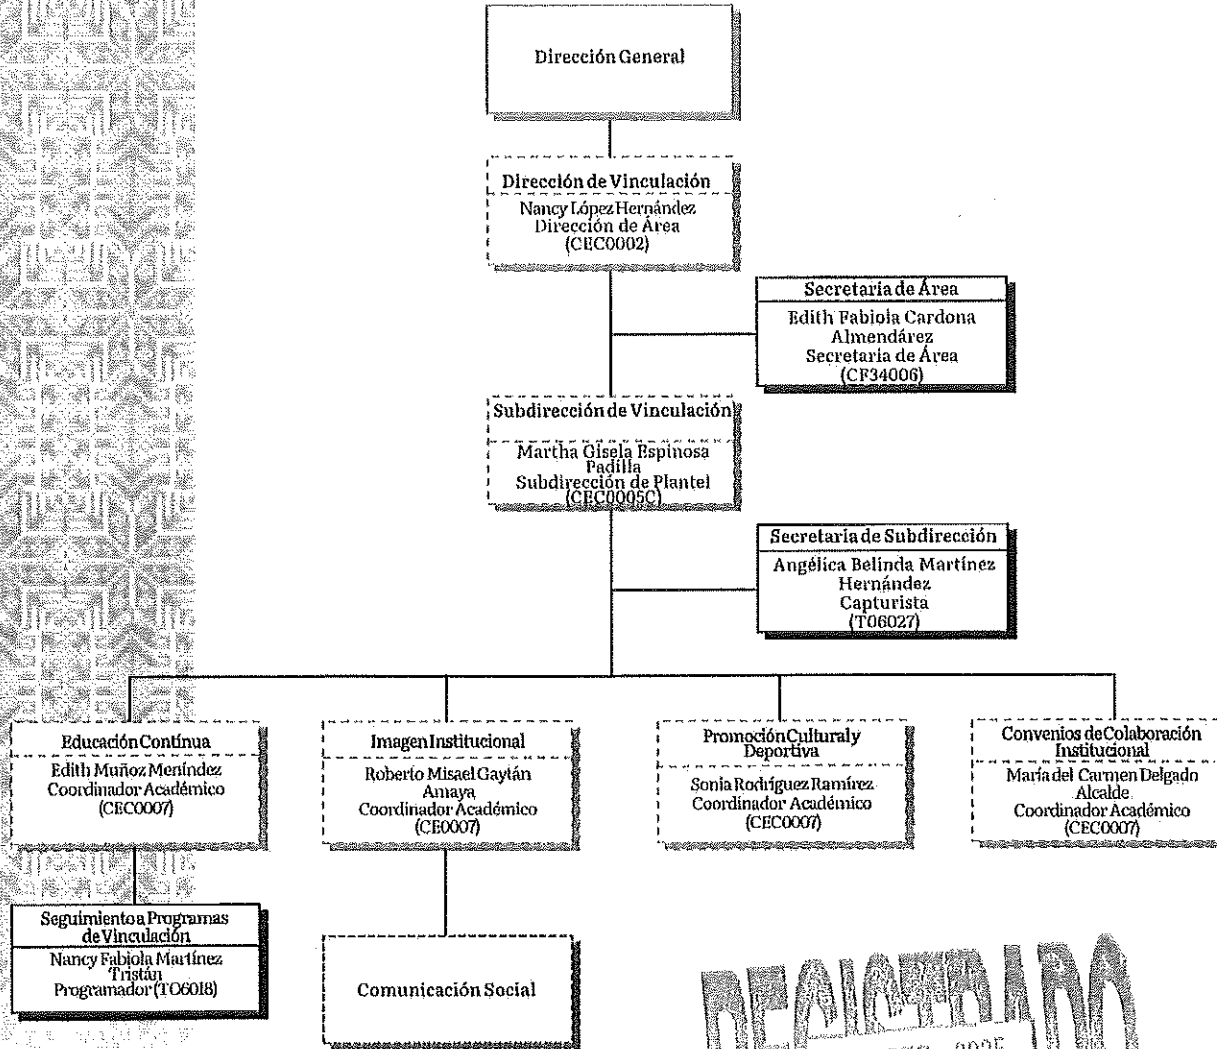 Dirección General
Dirección de Vinculación
Nancy López Hernández
Dirección de Área
(CEC0002)
Secretaria de Área
Edith Fabiola Cardona
Almendárez
Secretaria de Área
(CF34006)
Subdirección de Vinculación
Martha Gisela Espinosa
Padilla
Subdirección de Plantel
(CEC0005C)
Secretaria de Subdirección
Angélica Belinda Martínez
Hernández
Capturista
(T06027)
Educación Contínua
Edith Muñoz Menindez
Coordinador Académico
(CEC0007)
Imagen Institucional
Roberto Misael Gaytán
Amaya
Coordinador Académico
(CE0007)
Promoción Cultural y
Deportiva
Sonia Rodríguez Ramírez
Coordinador Académico
(CEC0007)
Convenios de Colaboración
Institucional
María del Carmen Delgado
Alcalde
Coordinador Académico
(CEC0007)
Seguimiento a Programas
de Vinculación
Nancy Fabiola Martínez
Tristán
Programador (T06018)
Comunicación Social
REGISTRADO
2025